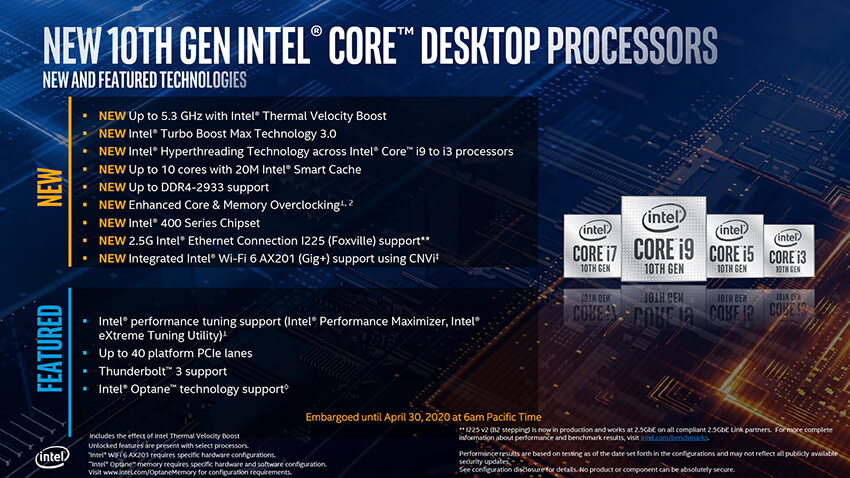 NEW 10TH GEN INTEL® CORE™ DESKTOP PROCESSORS
NEW AND FEATURED TECHNOLOGIES
NEW
▪ NEW Up to 5.3 GHz with Intel® Thermal Velocity Boost
▪ NEW Intel® Turbo Boost Max Technology 3.0
▪ NEW Intel® Hyperthreading Technology across Intel® Core™ i9 to i3 processors
▪ NEW Up to 10 cores with 20M Intel® Smart Cache
▪ NEW Up to DDR4-2933 support
▪ NEW Enhanced Core & Memory Overclocking⊥, 2
▪ NEW Intel® 400 Series Chipset
▪ NEW 2.5G Intel® Ethernet Connection I225 (Foxville) support**
▪ NEW Integrated Intel® Wi-Fi 6 AX201 (Gig+) support using CNVi‡
FEATURED
▪ Intel® performance tuning support (Intel® Performance Maximizer, Intel®
eXtreme Tuning Utility)⊥
▪ Up to 40 platform PCIe lanes
▪ Thunderbolt™ 3 support
▪ Intel® Optane™ technology support◊
intel
CORE i7
10TH GEN
intel
CORE i9
10TH GEN
intel
CORE i5
10TH GEN
intel
CORE i3
10TH GEN
Embargoed until April 30, 2020 at 6am Pacific Time
intel
Includes the effect of Intel Thermal Velocity Boost
Unlocked features are present with select processors.
Intel® WiFi 6 AX201 requires specific hardware configurations.
Intel® Optane™ memory requires specific hardware and software configuration.
Visit www.intel.com/OptaneMemory for configuration requirements.
** I225 v2 (B2 stepping) is now in production and works at 2.5GbE on all compliant 2.5GbE Link partners. For more complete
information about performance and benchmark results, visit intel.com/benchmarks.
Performance results are based on testing as of the date set forth in the configurations and may not reflect all publicly available
security updates.
See configuration disclosure for details. No product or component can be absolutely secure.